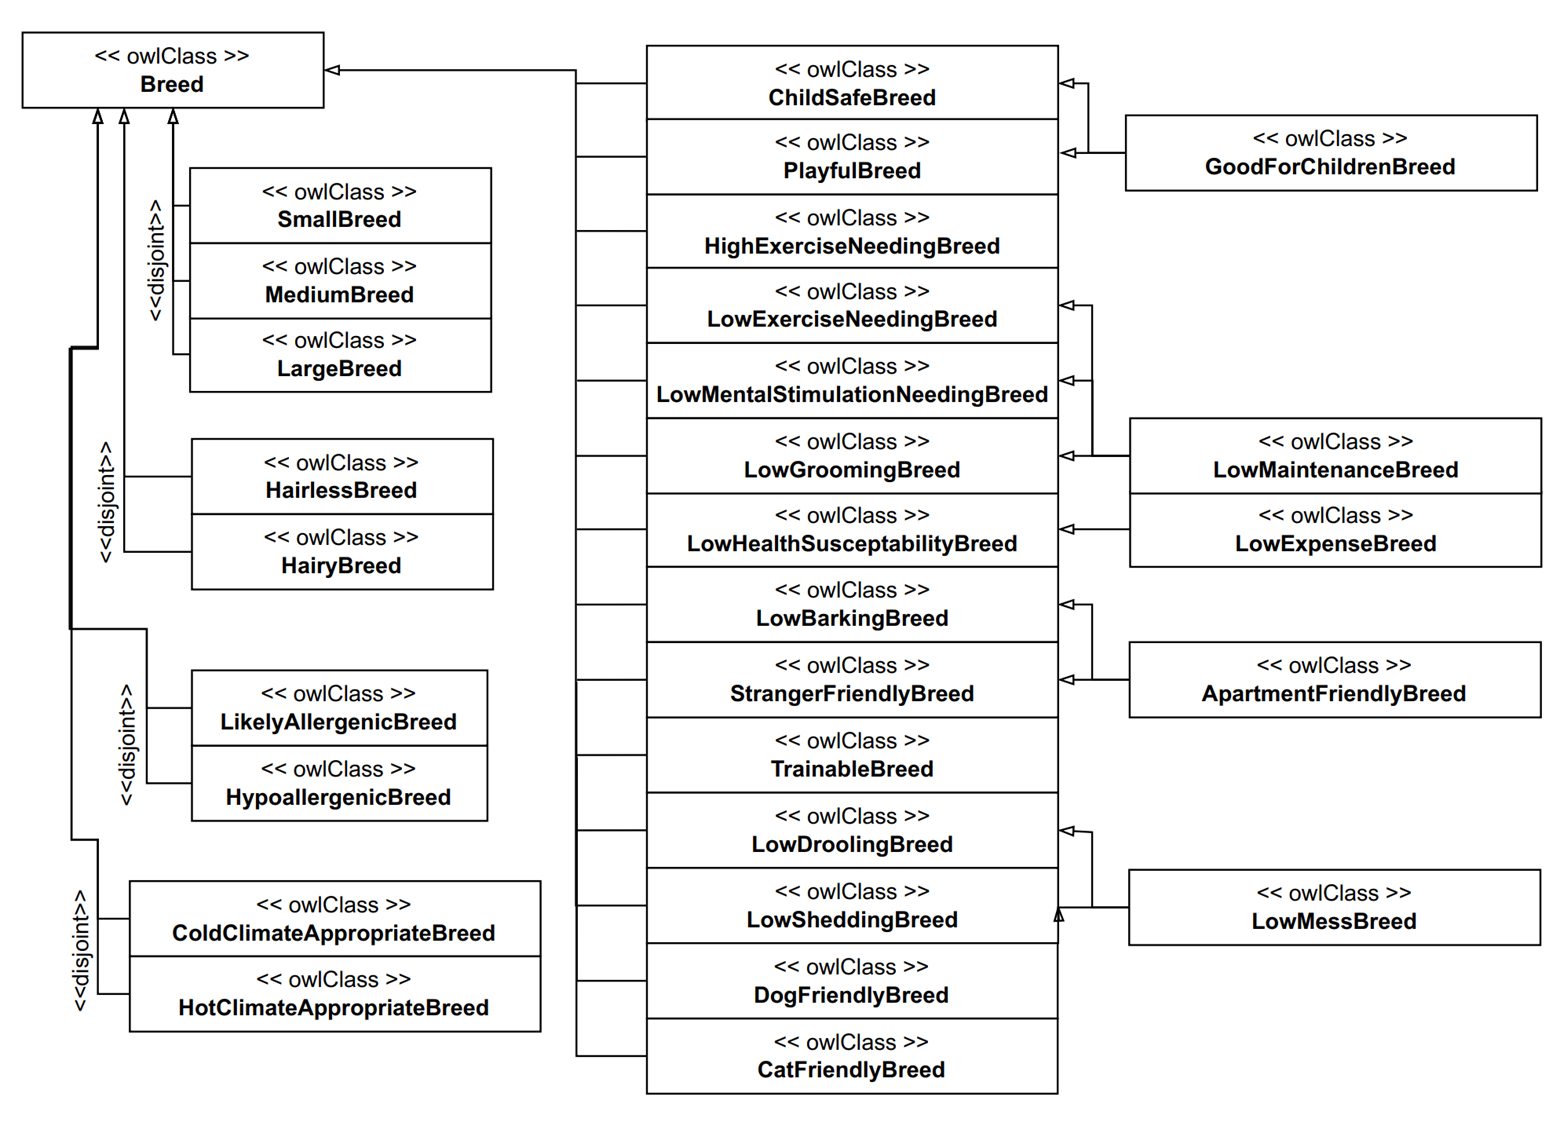 << owlClass >>
Breed
<<disjoint>>
<< owlClass >>
SmallBreed
<< owlClass >>
MediumBreed
<< owlClass >>
LargeBreed
<<disjoint>>
<< owlClass >>
HairlessBreed
<< owlClass >>
HairyBreed
<<disjoint>>
<< owlClass >>
LikelyAllergenicBreed
<< owlClass >>
HypoallergenicBreed
<<disjoint>>
<< owlClass >>
ColdClimateAppropriateBreed
<< owlClass >>
HotClimateAppropriateBreed
<< owlClass >>
ChildSafeBreed
<< owlClass >>
PlayfulBreed
<< owlClass >>
HighExerciseNeedingBreed
<< owlClass >>
LowExerciseNeedingBreed
<< owlClass >>
LowMentalStimulationNeedingBreed
<< owlClass >>
LowGroomingBreed
<< owlClass >>
LowHealthSusceptabilityBreed
<< owlClass >>
LowBarkingBreed
<< owlClass >>
StrangerFriendlyBreed
<< owlClass >>
TrainableBreed
<< owlClass >>
LowDroolingBreed
<< owlClass >>
LowSheddingBreed
<< owlClass >>
DogFriendlyBreed
<< owlClass >>
CatFriendlyBreed
<< owlClass >>
GoodForChildrenBreed
<< owlClass >>
LowMaintenanceBreed
<< owlClass >>
LowExpenseBreed
<< owlClass >>
ApartmentFriendlyBreed
<< owlClass >>
LowMessBreed